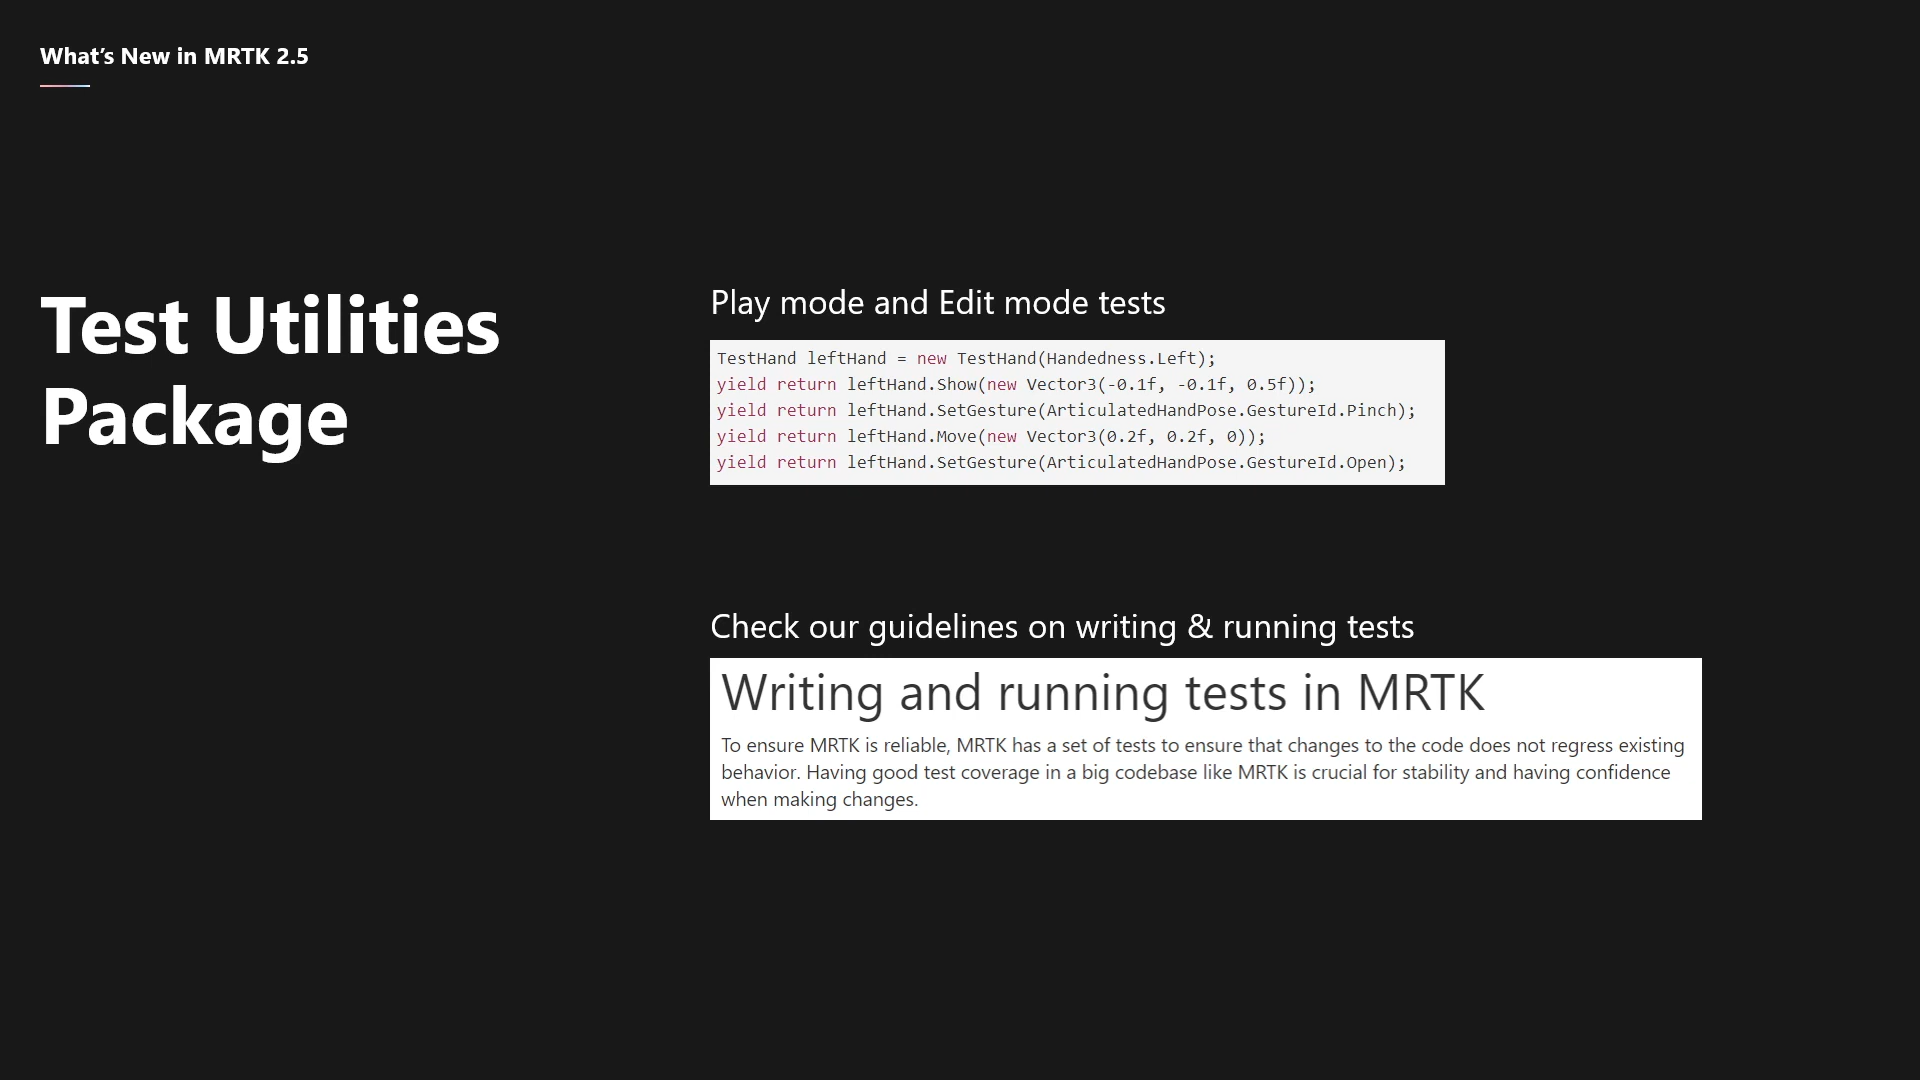 What’s New in MRTK 2.5
Test Utilities
Package
Play mode and Edit mode tests
TestHand leftHand = new TestHand(Handedness.Left);
yield return leftHand.Show(new Vector3(-0.1f, -0.1f, 0.5f));
yield return leftHand.SetGesture(ArticulatedHandPose.GestureId.Pinch);
yield return leftHand.Move(new Vector3(0.2f, 0.2f, 0));
yield return leftHand.SetGesture(ArticulatedHandPose.GestureId.Open);
Check our guidelines on writing & running tests
Writing and running tests in MRTK
To ensure MRTK is reliable, MRTK has a set of tests to ensure that changes to the code does not regress existing
behavior. Having good test coverage in a big codebase like MRTK is crucial for stability and having confidence
when making changes.